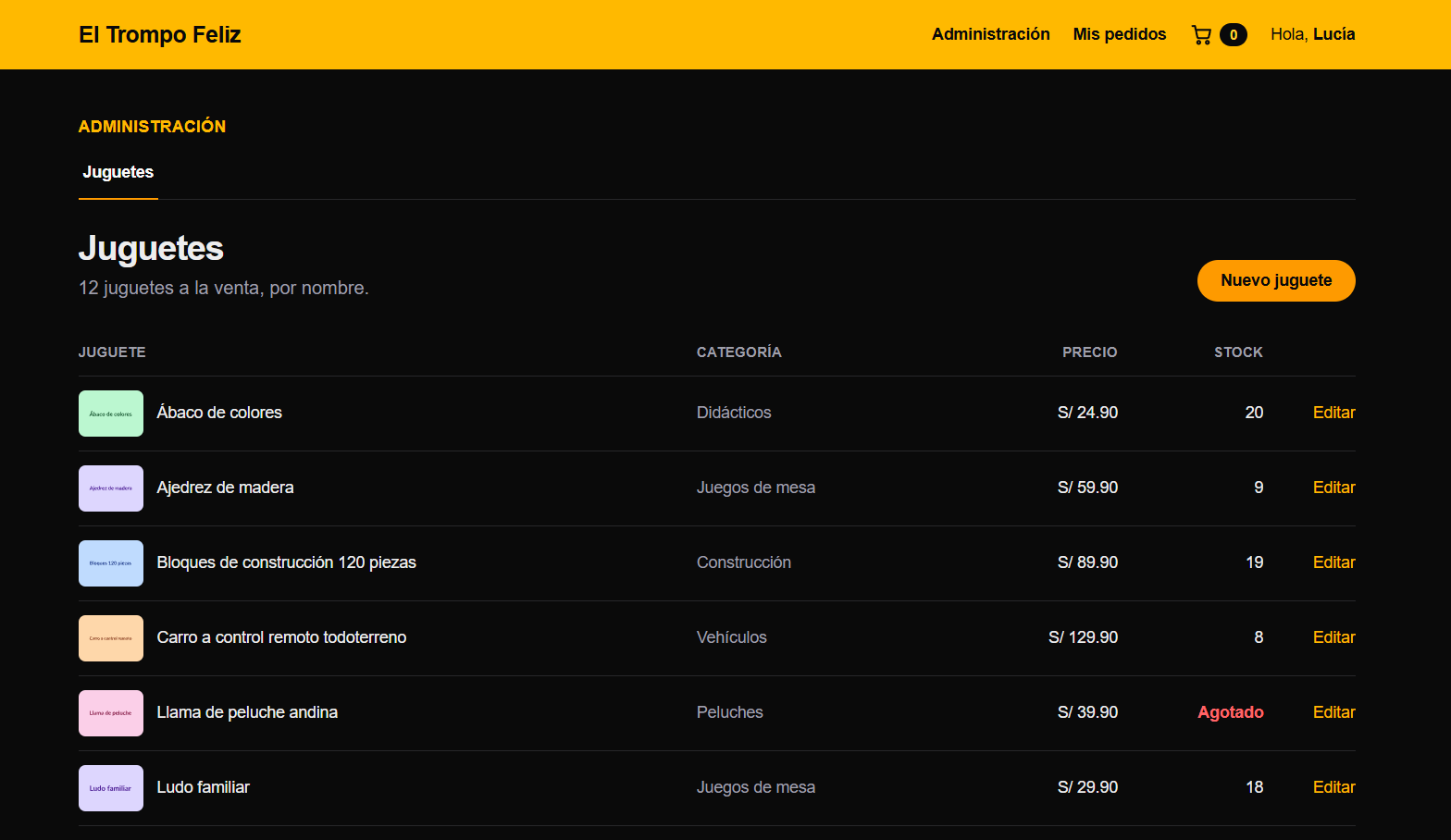 El Trompo Feliz
Administración Mis pedidos 0 Hola, Lucía
ADMINISTRACIÓN
Juguetes
Juguetes
12 juguetes a la venta, por nombre.
Nuevo juguete
JUGUETE CATEGORÍA PRECIO STOCK
Ábaco de colores Ábaco de colores Didácticos S/ 24.90 20 Editar
Ajedrez de madera Ajedrez de madera Juegos de mesa S/ 59.90 9 Editar
Bloques 120 piezas Bloques de construcción 120 piezas Construcción S/ 89.90 19 Editar
Carro a control remoto Carro a control remoto todoterreno Vehículos S/ 129.90 8 Editar
Llama de peluche Llama de peluche andina Peluches S/ 39.90 Agotado Editar
Ludo familiar Ludo familiar Juegos de mesa S/ 29.90 18 Editar